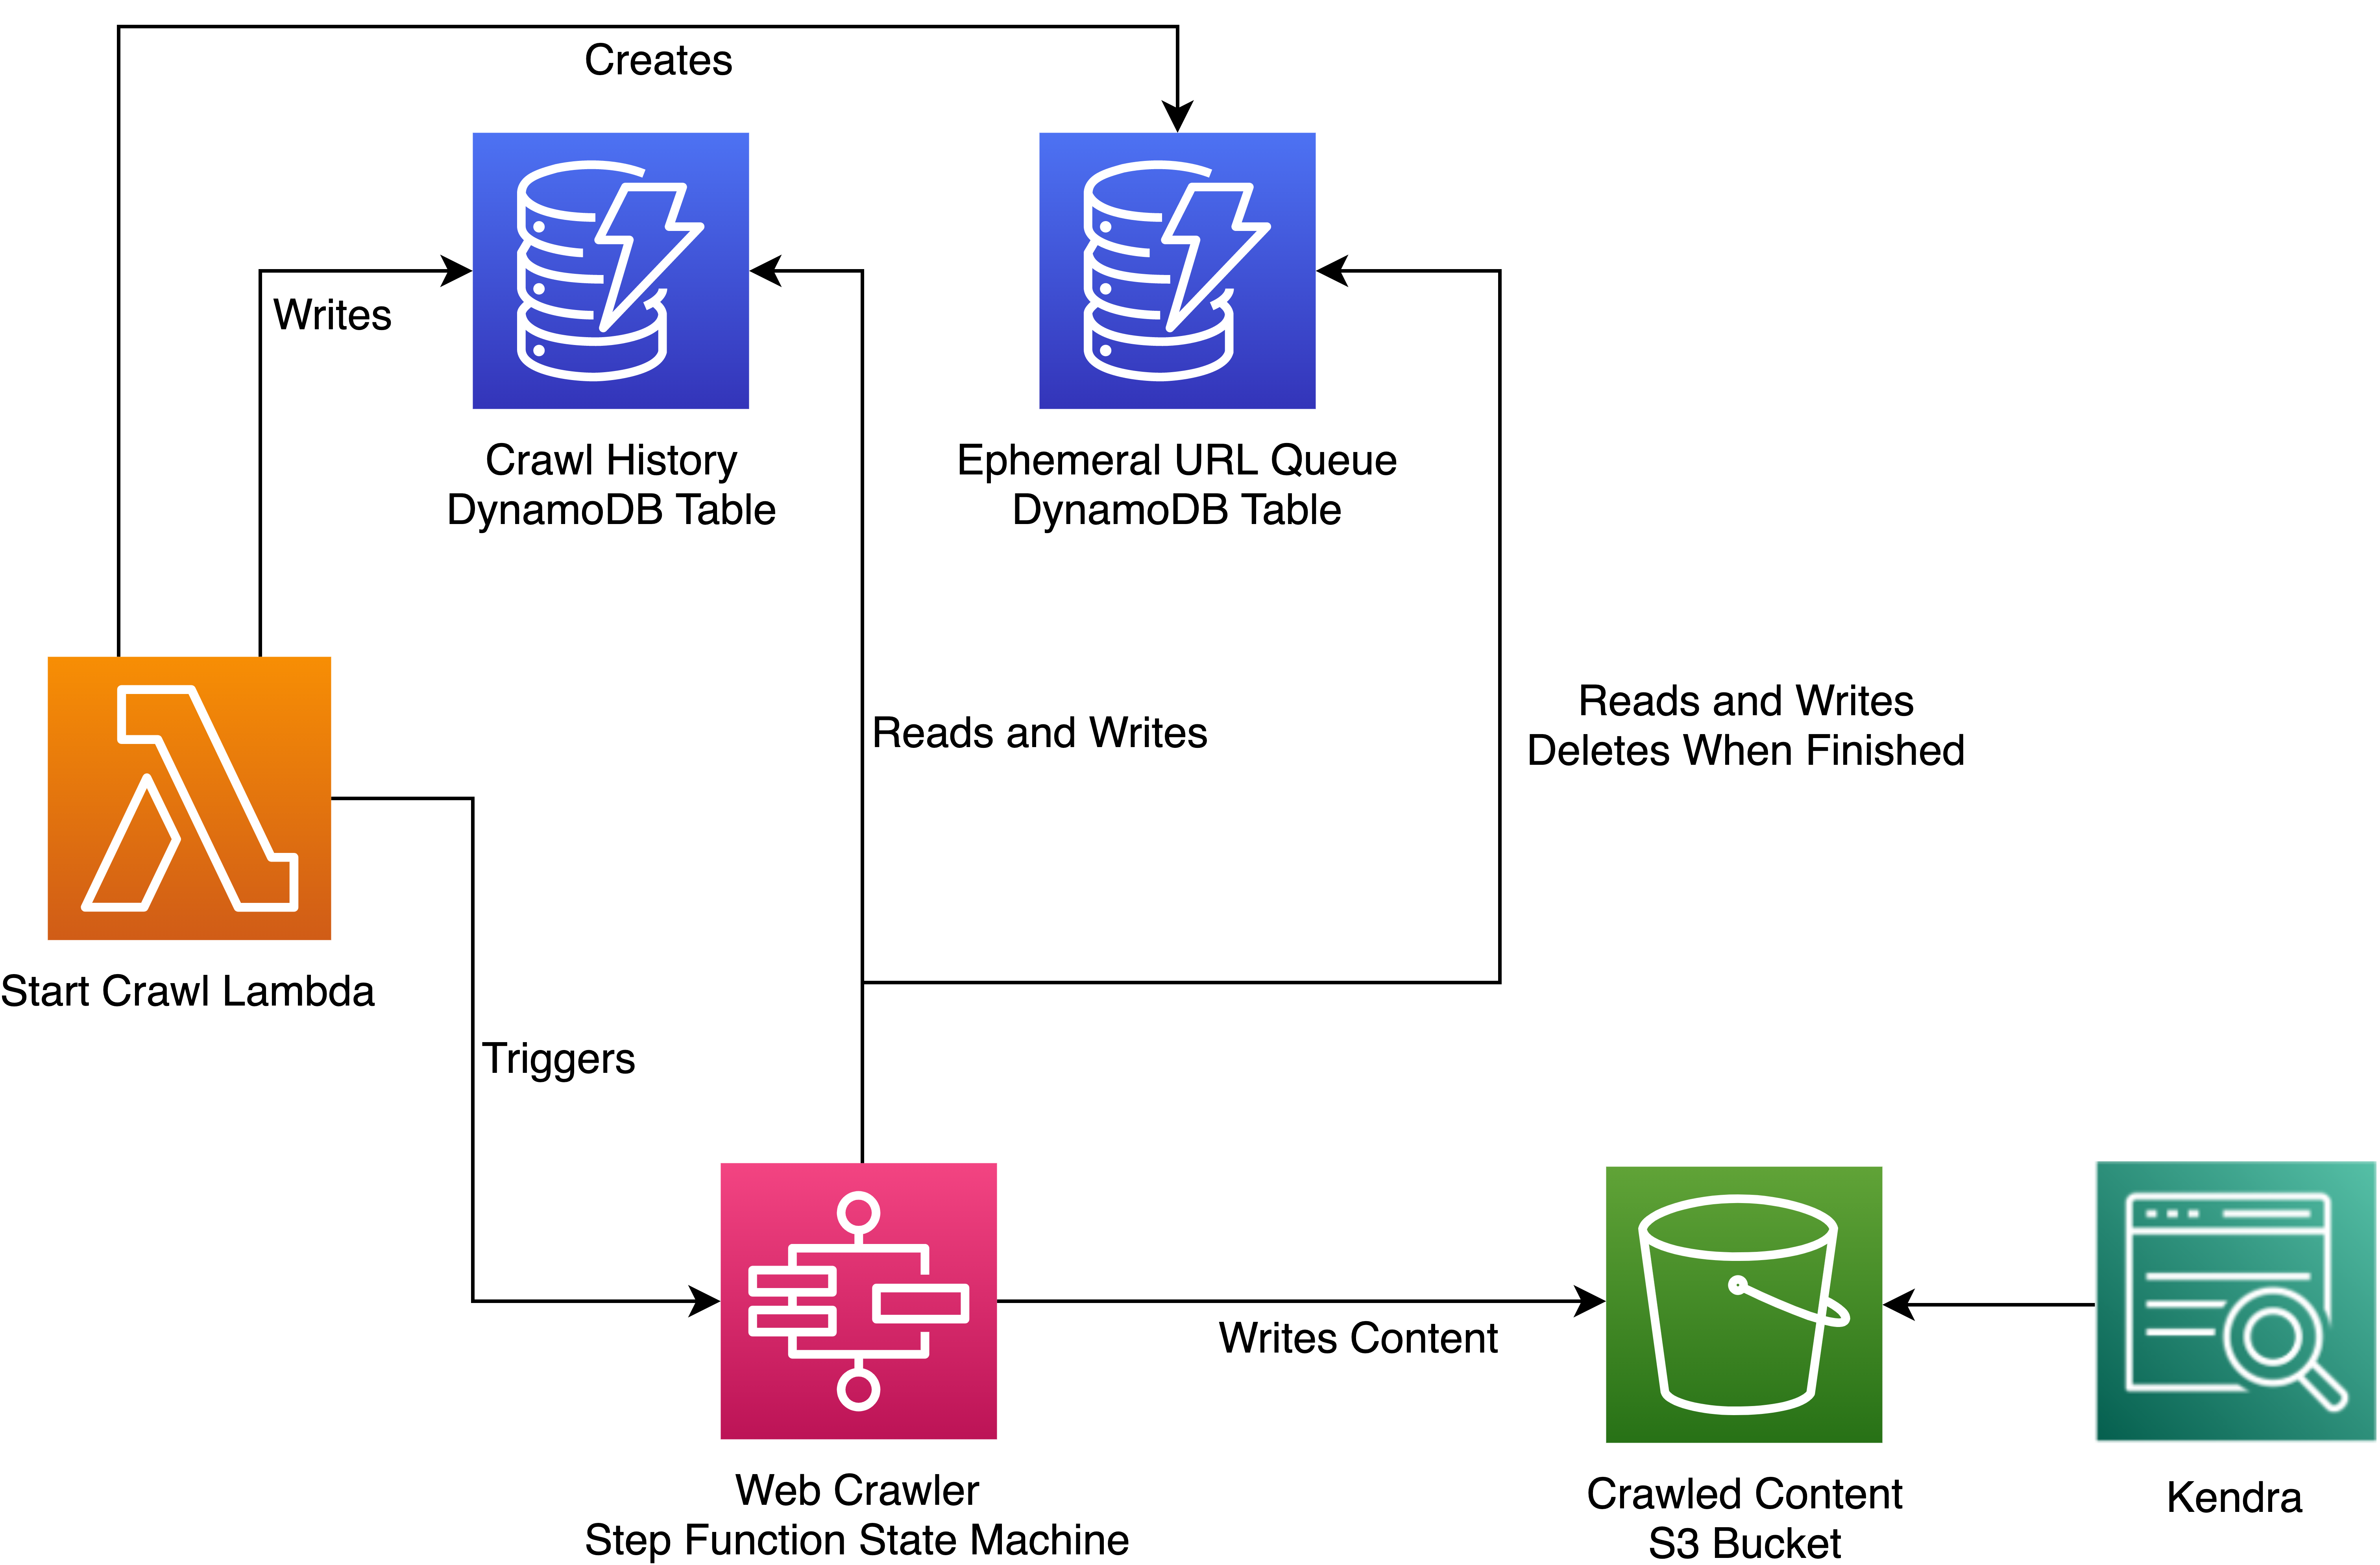 Creates
Writes
Crawl History
DynamoDB Table
Ephemeral URL Queue
DynamoDB Table
Reads and Writes
Reads and Writes
Deletes When Finished
Start Crawl Lambda
Triggers
Writes Content
Web Crawler
Step Function State Machine
Crawled Content
S3 Bucket
Kendra